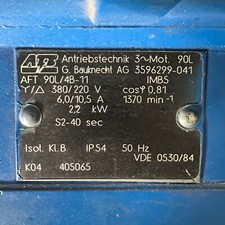 Antriebstechnik 3~Mot. 90L
G. Bauknecht AG 3596299-041
AFT 90L/4B-11 IMB5
Y/△ 380/220 V cosφ 0,81
6,0/10,5 A 1370 min⁻¹
2,2 kW
S2-40 sec
Isol. Kl. B IP54 50 Hz
VDE 0530/84
K04 405065